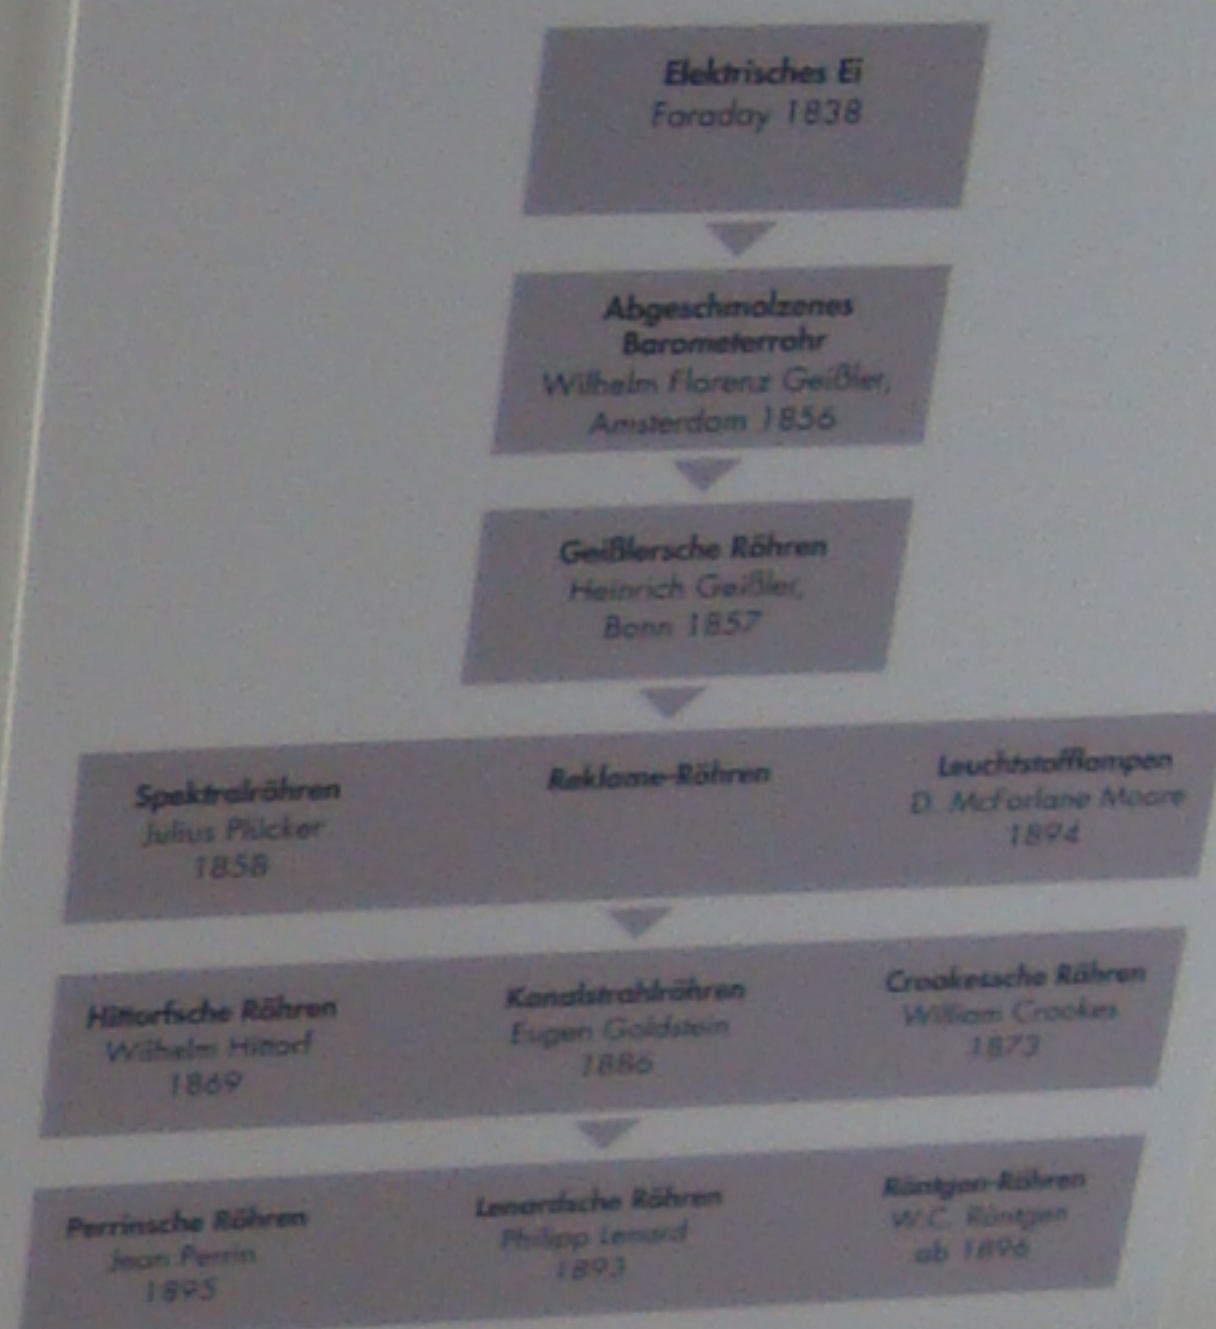 Elektrisches Ei
Faraday 1838
Abgeschmolzenes
Barometerrohr
Wilhelm Florenz Geißler,
Amsterdam 1856
Geißlersche Röhren
Heinrich Geißler,
Bonn 1857
Spektralröhren
Julius Plücker
1858
Reklame-Röhren
Leuchtstofflampen
D. McFarlane Moore
1894
Hittorfsche Röhren
Wilhelm Hittorf
1869
Kanalstrahlröhren
Eugen Goldstein
1886
Crookessche Röhren
William Crookes
1873
Perrinsche Röhren
Jean Perrin
1895
Lenardsche Röhren
Philipp Lenard
1893
Röntgen-Röhren
W.C. Röntgen
ab 1896